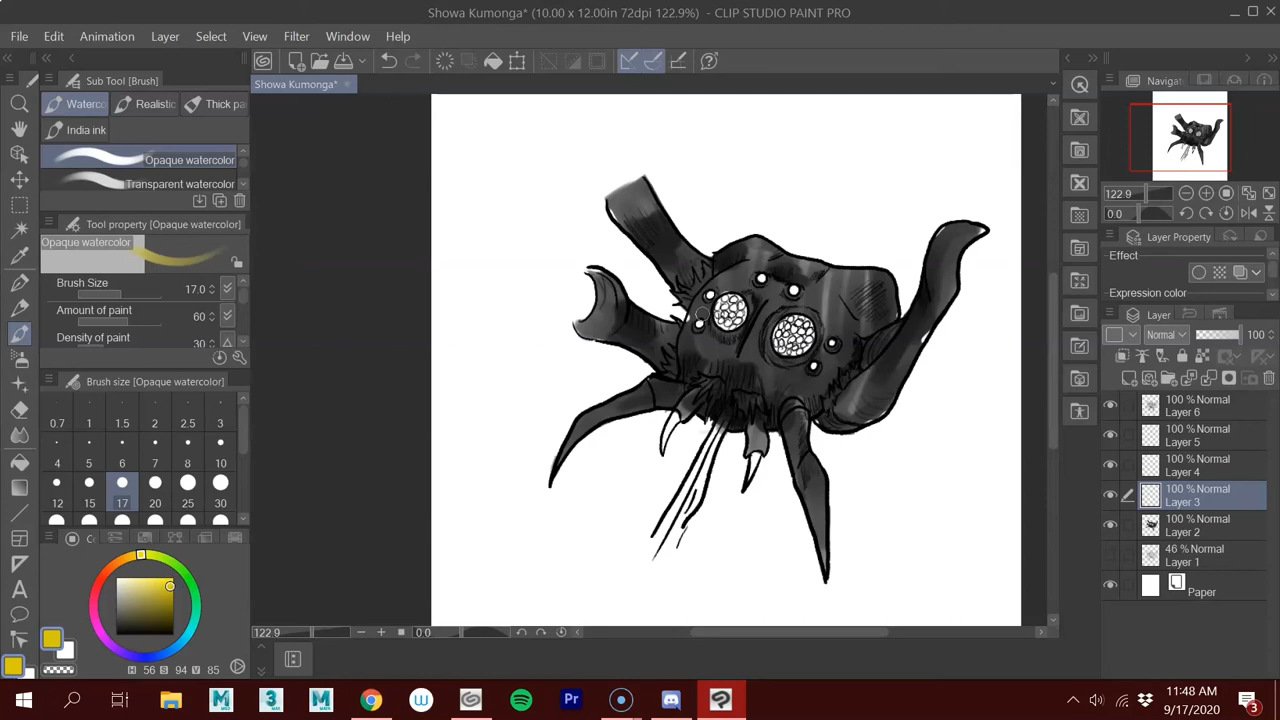 Showa Kumonga* (10.00 x 12.00in 72dpi 122.9%) - CLIP STUDIO PAINT PRO
File Edit Animation Layer Select View Filter Window Help
Sub Tool [Brush]
Showa Kumonga*
Navigat
Waterco Realistic Thick pa
India ink
Opaque watercolor
Transparent watercolor
122.9
0.0
Tool property [Opaque watercolor]
Opaque watercolor
Layer Property
Effect
Brush Size 17.0
Expression color
Amount of paint 60
Layer
Density of paint 30
Normal 100
Brush size [Opaque watercolor]
0.7 1 1.5 2 2.5 3
4 5 6 7 8 10
12 15 17 20 25 30
100 % Normal
Layer 6
100 % Normal
Layer 5
100 % Normal
Layer 4
100 % Normal
Layer 3
100 % Normal
Layer 2
46 % Normal
Layer 1
Paper
122.9 0.0
H 56 S 94 V 85
11:48 AM
9/17/2020
3